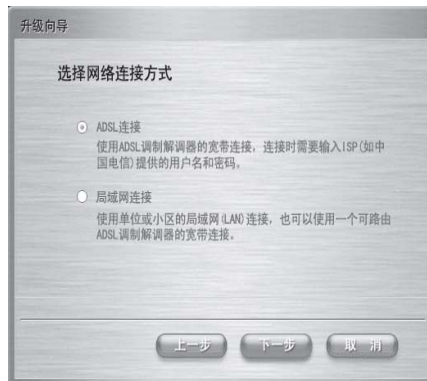 升级向导
选择网络连接方式
ADSL连接
使用ADSL调制解调器的宽带连接，连接时需要输入ISP(如中
国电信)提供的用户名和密码。
局域网连接
使用单位或小区的局域网(LAN)连接，也可以使用一个可路由
ADSL调制解调器的宽带连接。
上一步 下一步 取 消